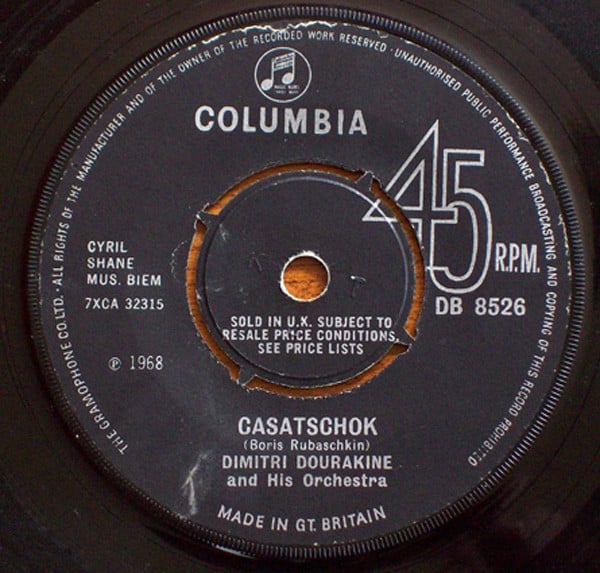 THE GRAMOPHONE CO. LTD. · ALL RIGHTS OF THE MANUFACTURER AND OF THE OWNER OF THE RECORDED WORK RESERVED · UNAUTHORISED PUBLIC PERFORMANCE BROADCASTING AND COPYING OF THIS RECORD PROHIBITED
COLUMBIA
45 R.P.M.
DB 8526
CYRIL
SHANE
MUS. BIEM
7XCA 32315
℗ 1968
SOLD IN U.K. SUBJECT TO
RESALE PRICE CONDITIONS,
SEE PRICE LISTS
CASATSCHOK
(Boris Rubaschkin)
DIMITRI DOURAKINE
and His Orchestra
MADE IN GT. BRITAIN